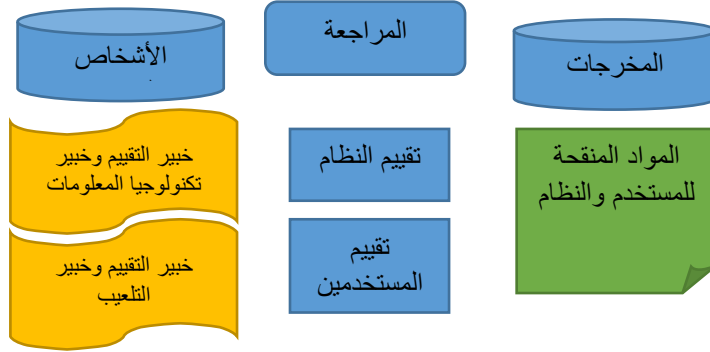 المخرجات
المراجعة
الأشخاص
المواد المنقحة
للمستخدم والنظام
تقييم النظام
تقييم
المستخدمين
خبير التقييم وخبير
تكنولوجيا المعلومات
خبير التقييم وخبير
التلعيب